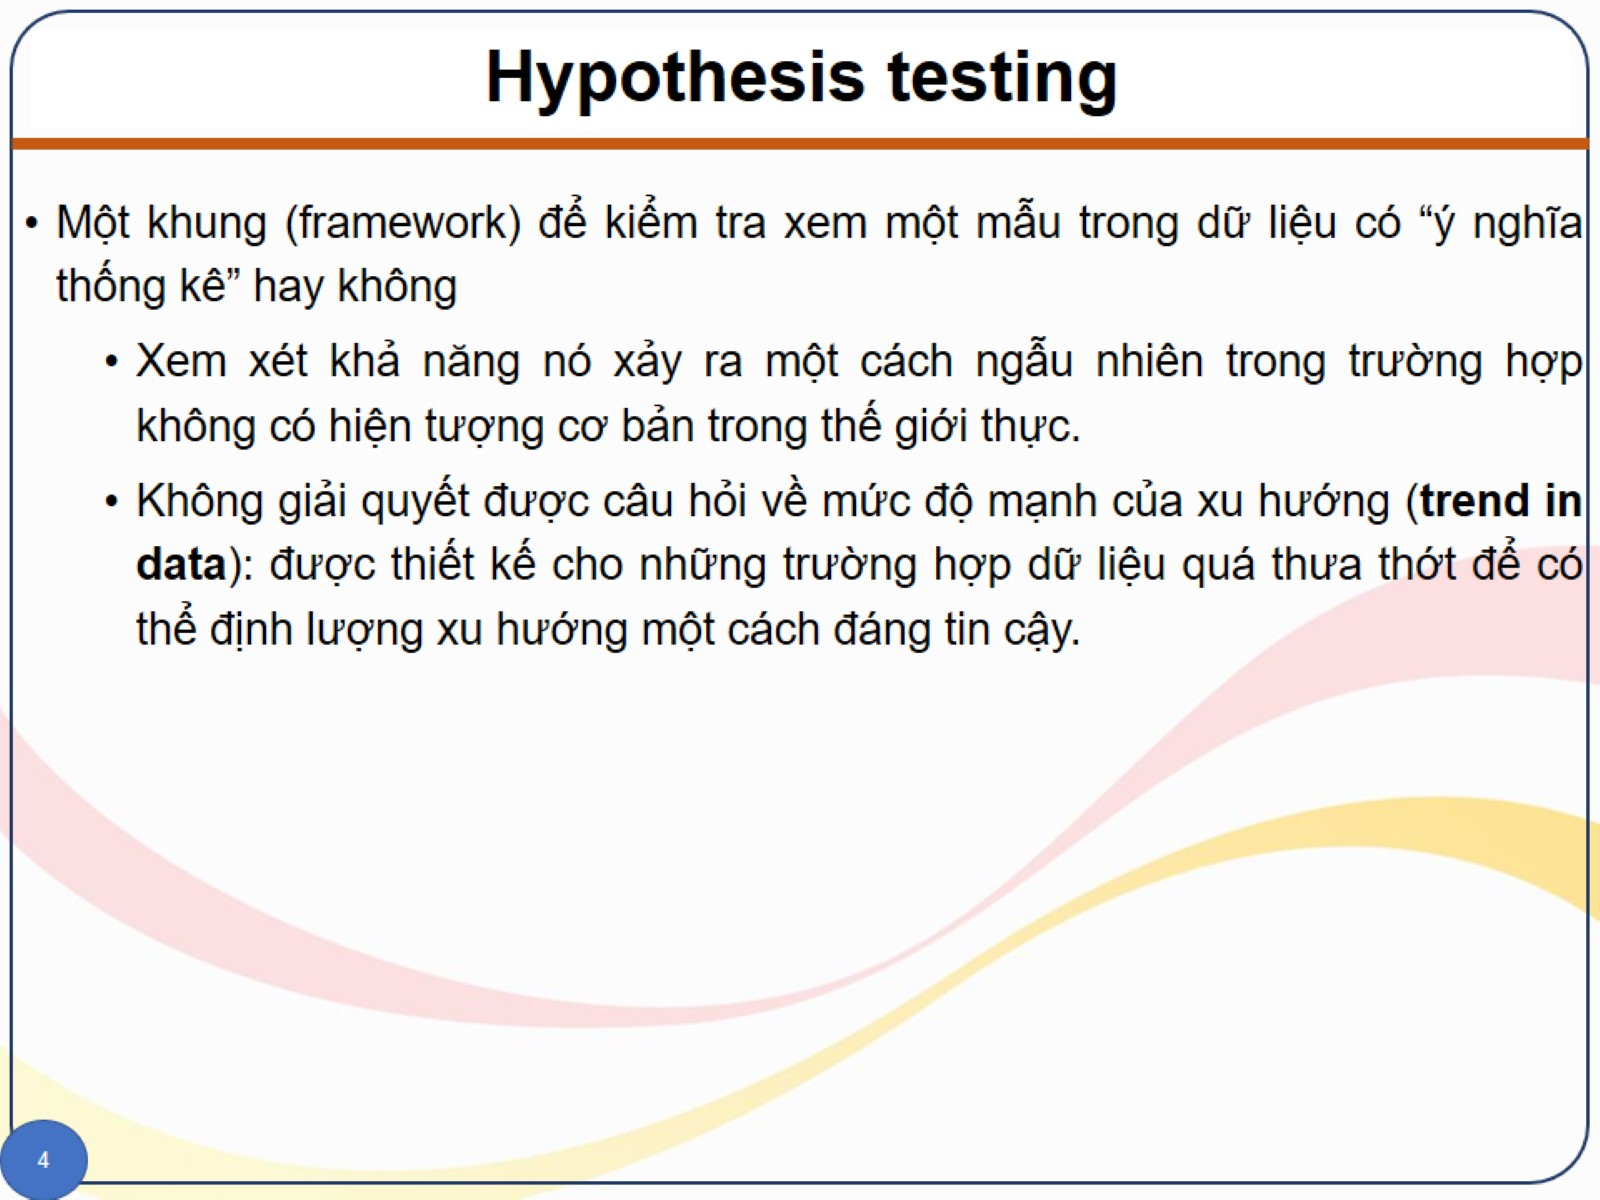 Hypothesis testing
• Một khung (framework) để kiểm tra xem một mẫu trong dữ liệu có “ý nghĩa
thống kê” hay không
• Xem xét khả năng nó xảy ra một cách ngẫu nhiên trong trường hợp
không có hiện tượng cơ bản trong thế giới thực.
• Không giải quyết được câu hỏi về mức độ mạnh của xu hướng (trend in
data): được thiết kế cho những trường hợp dữ liệu quá thưa thớt để có
thể định lượng xu hướng một cách đáng tin cậy.
4